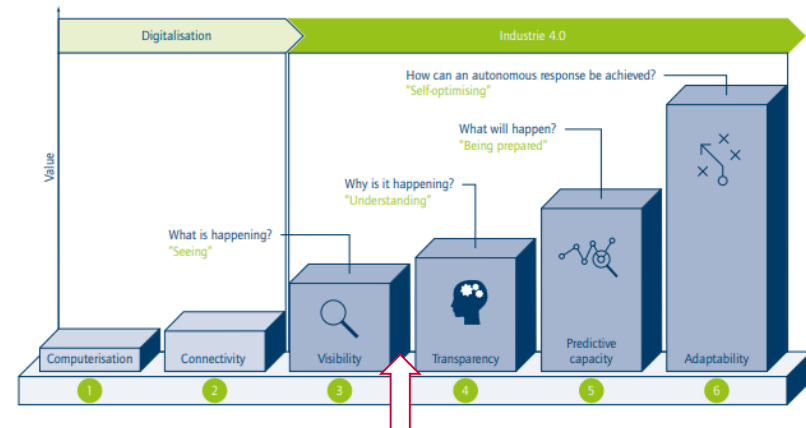 Digitalisation
Industrie 4.0
How can an autonomous response be achieved?
"Self-optimising"
What will happen?
"Being prepared"
Why is it happening?
"Understanding"
What is happening?
"Seeing"
Value
Computerisation
Connectivity
Visibility
Transparency
Predictive
capacity
Adaptability
1
2
3
4
5
6